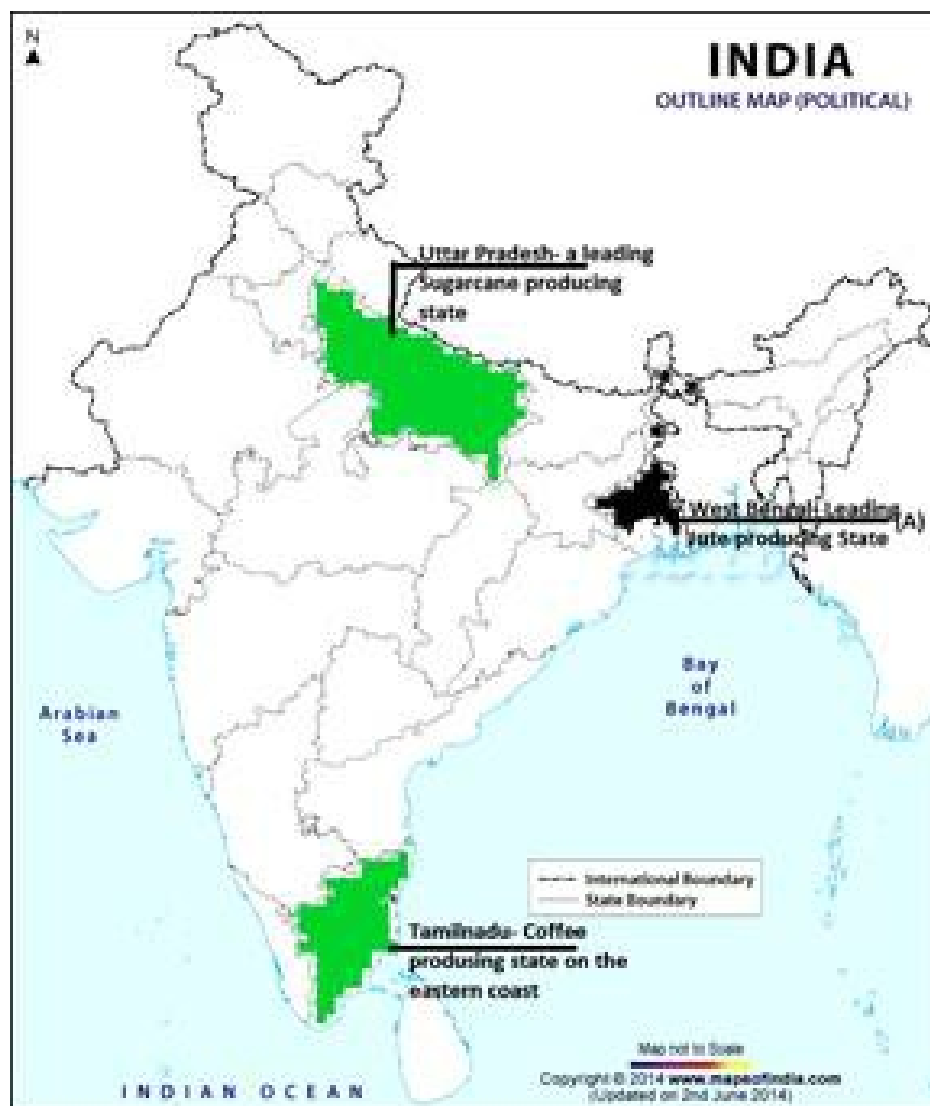 N
INDIA
OUTLINE MAP (POLITICAL)
Uttar Pradesh- a leading
Sugarcane producing
state
West Bengal- Leading
(A)
Jute producing State
Bay
of
Bengal
Arabian
Sea
International Boundary
State Boundary
Tamilnadu- Coffee
produsing state on the
eastern coast
Map not to Scale
Copyright © 2014 www.mapsofindia.com
(Updated on 2nd June 2014)
INDIAN OCEAN